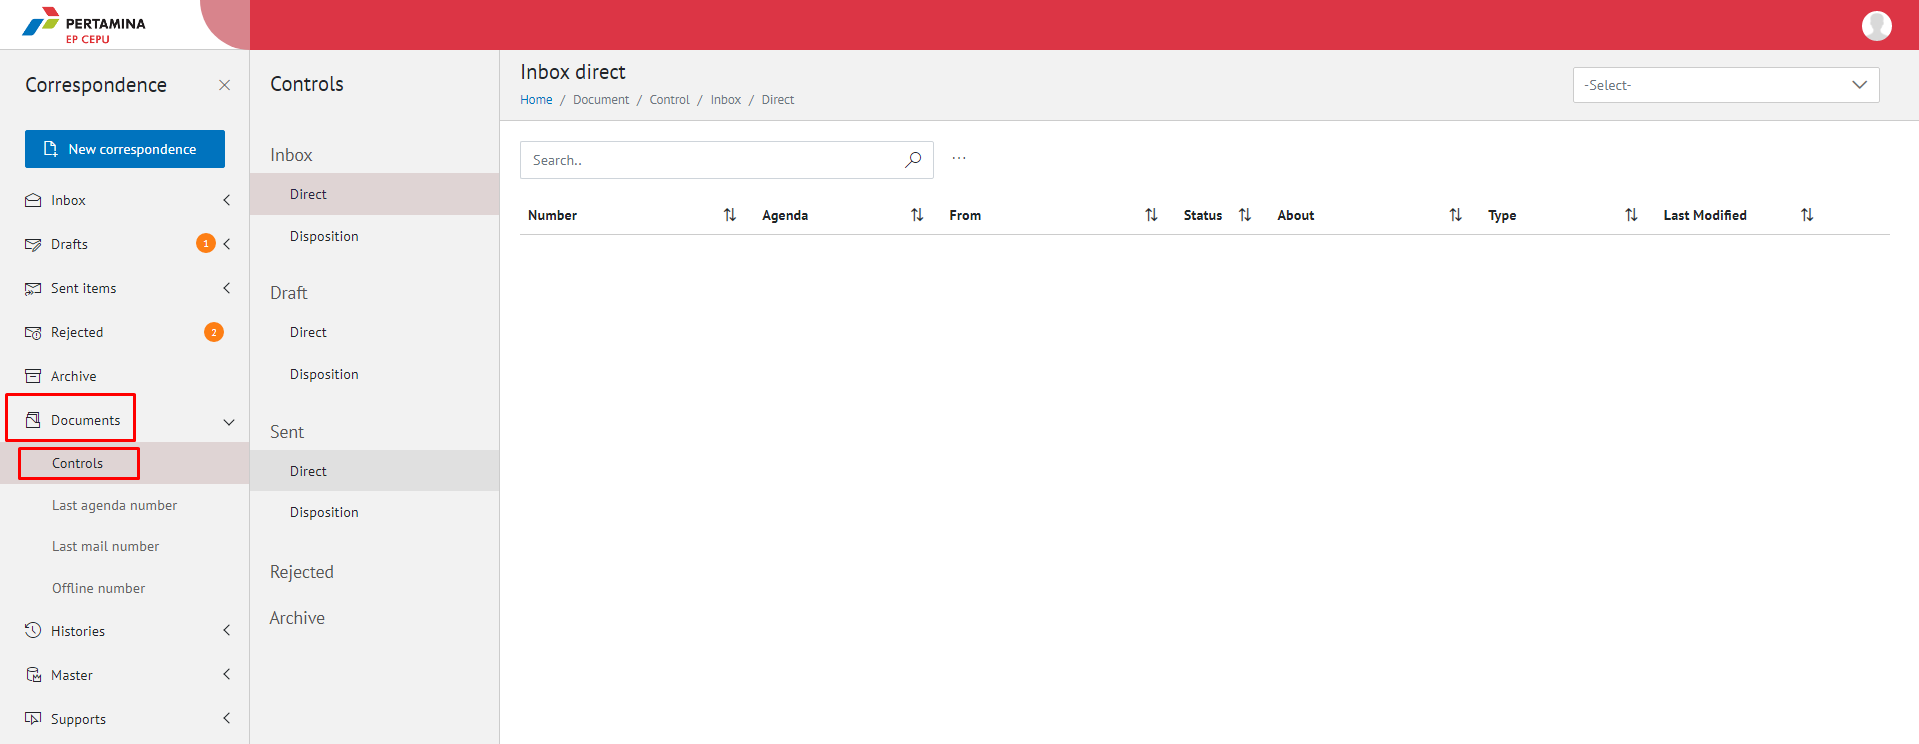 PERTAMINA
EP CEPU
Correspondence
New correspondence
Inbox
Drafts 1
Sent items
Rejected 2
Archive
Documents
Controls
Last agenda number
Last mail number
Offline number
Histories
Master
Supports
Controls
Inbox
Direct
Disposition
Draft
Direct
Disposition
Sent
Direct
Disposition
Rejected
Archive
Inbox direct
Home / Document / Control / Inbox / Direct
-Select-
Search..
...
Number Agenda From Status About Type Last Modified